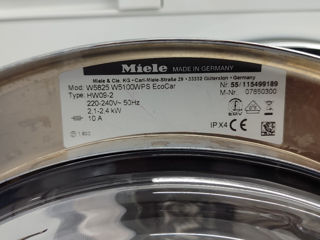 Miele MADE IN GERMANY
Miele & Cie. KG • Carl-Miele-Straße 29 • 33332 Gütersloh • Germany
Mod. W5825 W5100WPS EcoCar Nr. 55/ 115499189
Type: HW09-2 M-Nr. 07850300
220-240V~ 50Hz
2,1-2,4 kW
10 A
IPX4